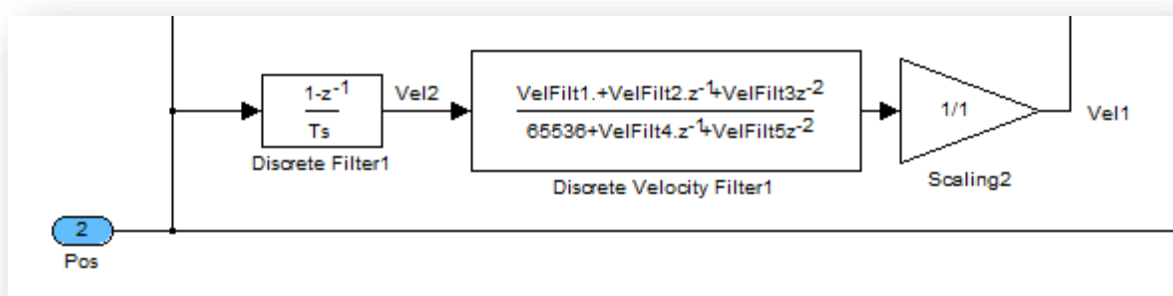 1-z-1
Ts
Discrete Filter1
Vel2
VelFilt1.+VelFilt2.z-1+VelFilt3z-2
65536+VelFilt4.z-1+VelFilt5z-2
Discrete Velocity Filter1
1/1
Scaling2
Vel1
2
Pos